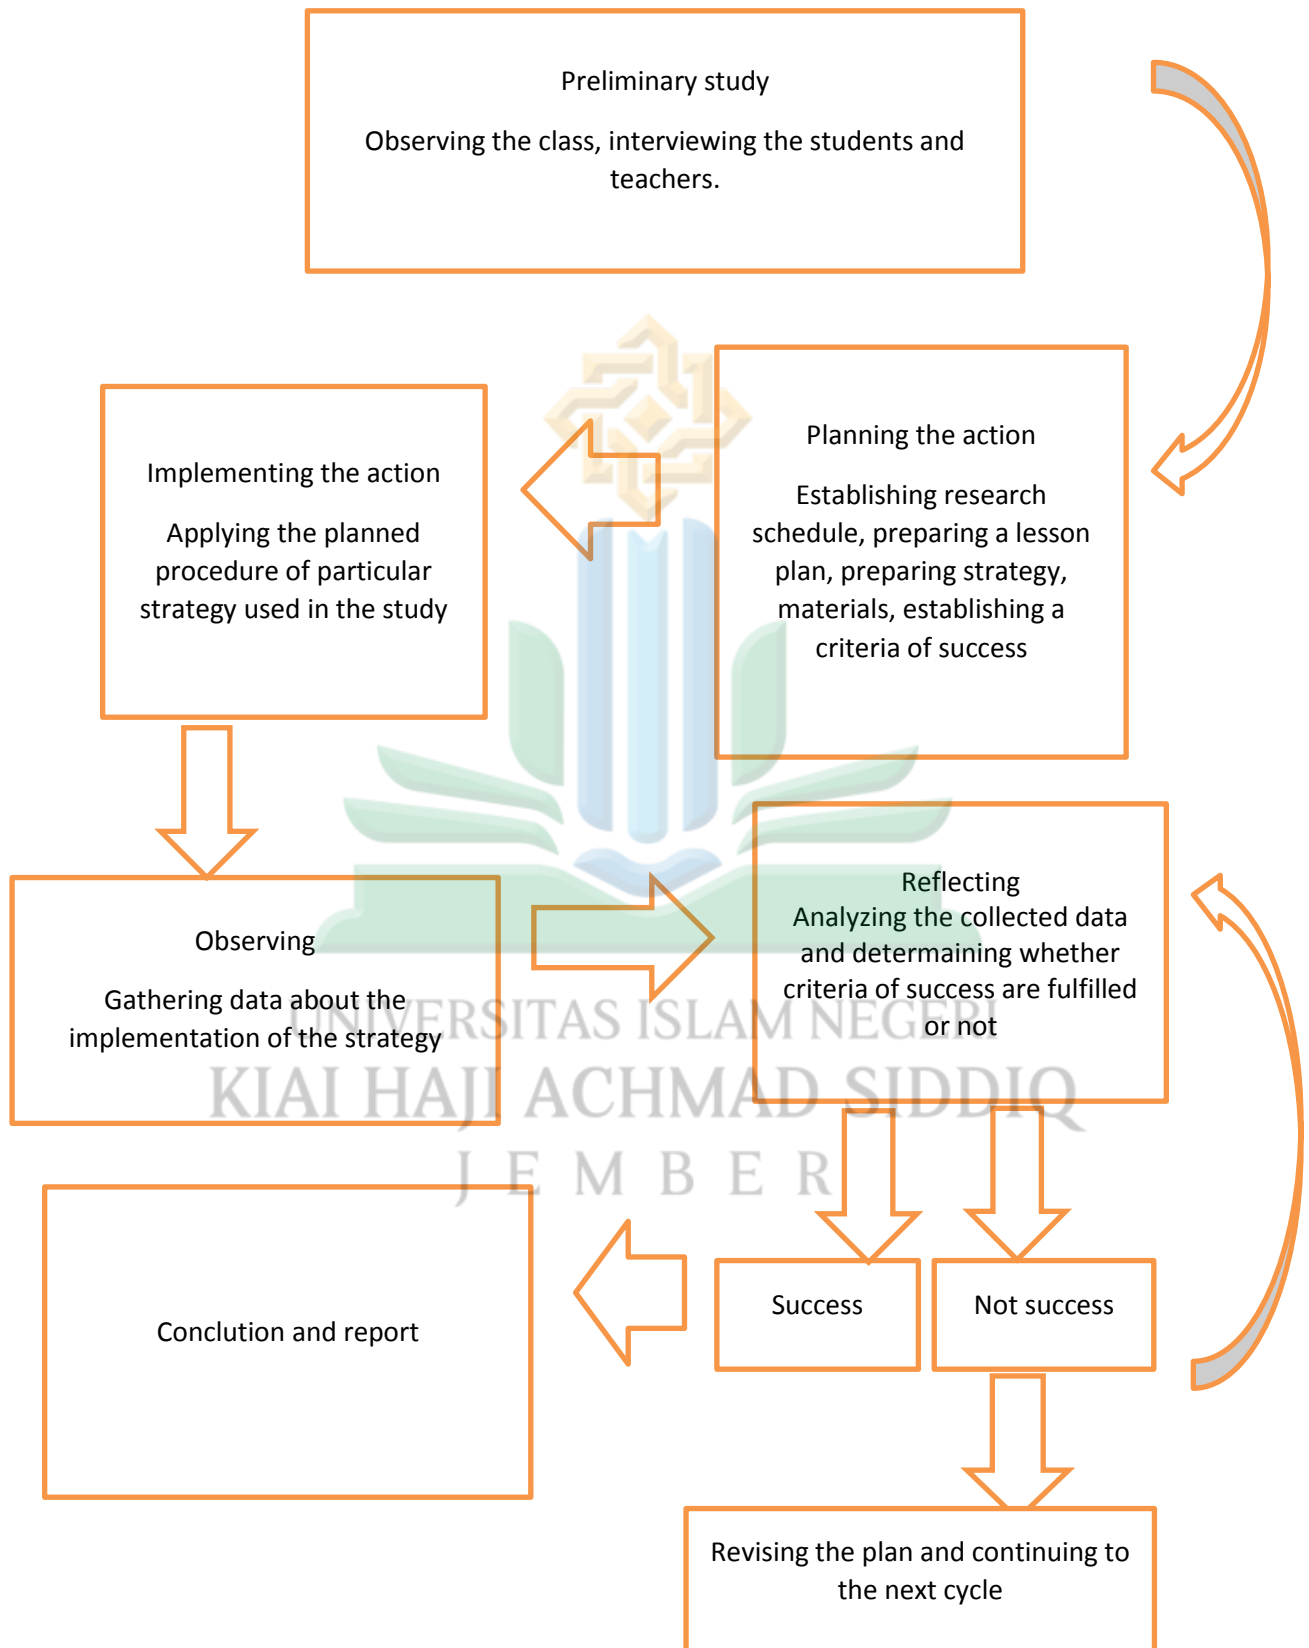 Preliminary study
Observing the class, interviewing the students and
teachers.
Planning the action
Establishing research
schedule, preparing a lesson
plan, preparing strategy,
materials, establishing a
criteria of success
Implementing the action
Applying the planned
procedure of particular
strategy used in the study
Observing
Gathering data about the
implementation of the strategy
Reflecting
Analyzing the collected data
and determaining whether
criteria of success are fulfilled
or not
UNIVERSITAS ISLAM NEGERI
KIAI HAJI ACHMAD SIDDIQ
JEMBER
Success
Not success
Conclution and report
Revising the plan and continuing to
the next cycle